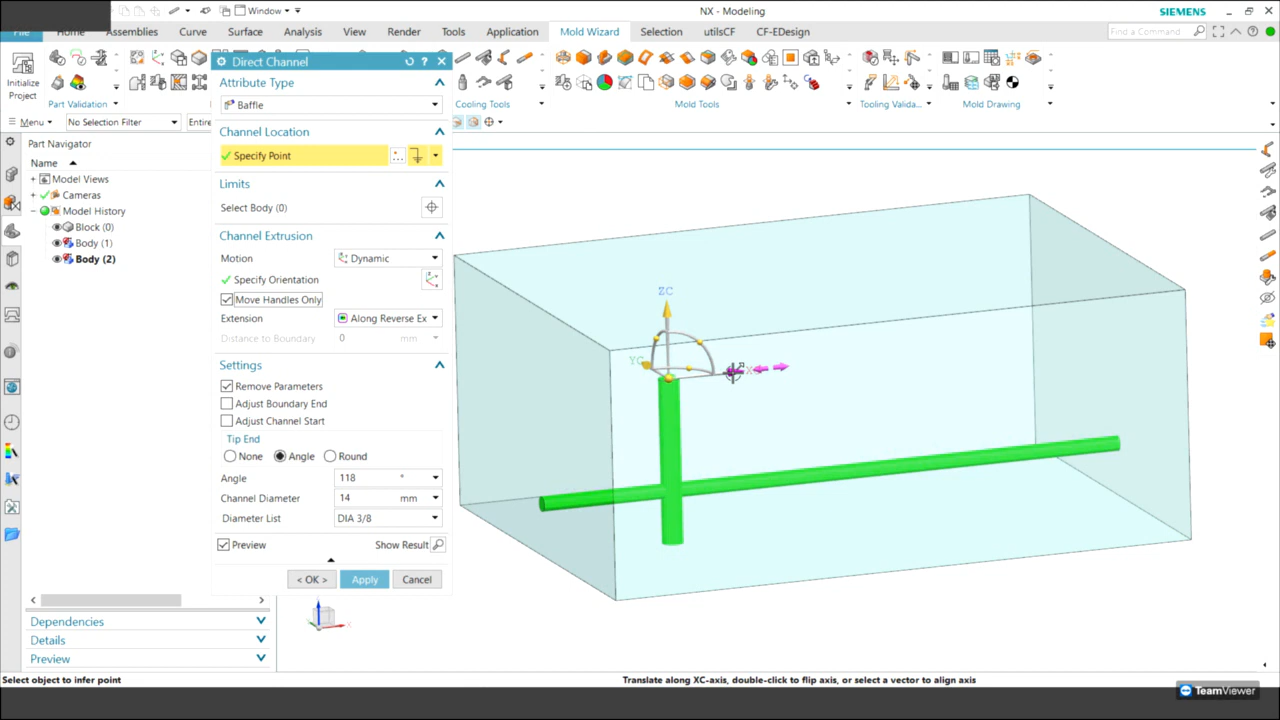 Window
NX - Modeling
SIEMENS
File
Home
Assemblies
Curve
Surface
Analysis
View
Render
Tools
Application
Mold Wizard
Selection
utilsCF
CF-EDesign
Find a Command
Initialize
Project
Part Validation
Cooling Tools
Mold Tools
Tooling Valida...
Mold Drawing
Menu
No Selection Filter
Entire
Direct Channel
Attribute Type
Baffle
Channel Location
Specify Point
Limits
Select Body (0)
Channel Extrusion
Motion
Dynamic
Specify Orientation
Move Handles Only
Extension
Along Reverse Ex
Distance to Boundary
0
mm
Settings
Remove Parameters
Adjust Boundary End
Adjust Channel Start
Tip End
None
Angle
Round
Angle
118
°
Channel Diameter
14
mm
Diameter List
DIA 3/8
Preview
Show Result
< OK >
Apply
Cancel
Part Navigator
Name
Model Views
Cameras
Model History
Block (0)
Body (1)
Body (2)
Dependencies
Details
Preview
ZC
YC
X
Select object to infer point
Translate along XC-axis, double-click to flip axis, or select a vector to align axis
TeamViewer